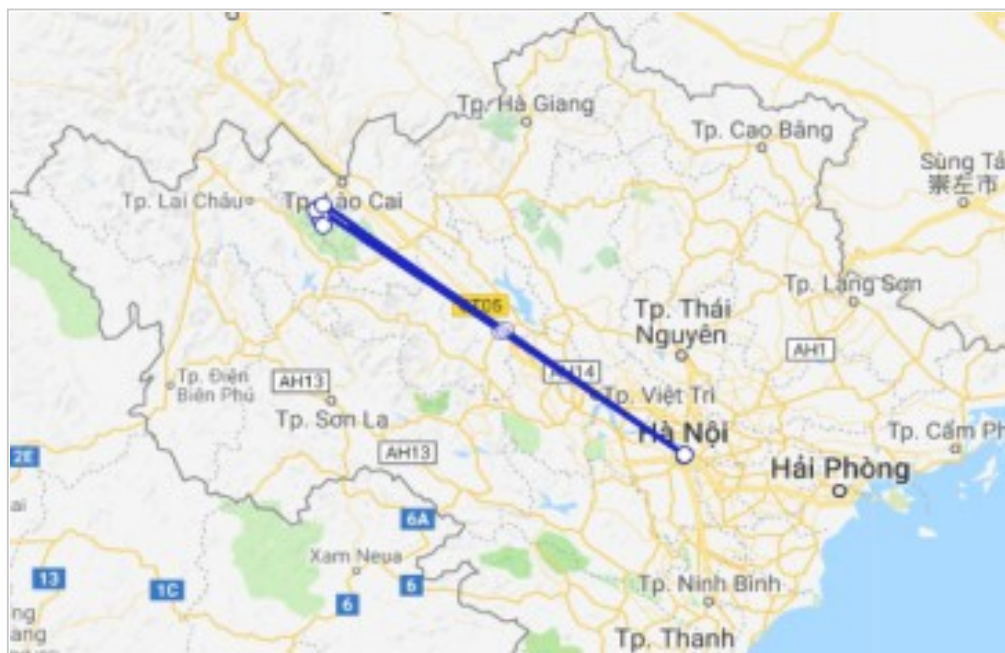 Tp. Hà Giang
Tp. Cao Bằng
Sùng Tả
崇左市
Tp. Lai Châu
Tp. Lào Cai
Tp. Lạng Sơn
CT05
Tp. Thái
Nguyên
AH1
AH14
Tp. Điện
Biên Phủ
AH13
Tp. Việt Trì
Tp. Sơn La
Hà Nội
Tp. Cẩm Ph
2E
AH13
Hải Phòng
6A
Xam Neua
13
1C
6
6
Tp. Ninh Bình
ng
ang
Tp. Thanh